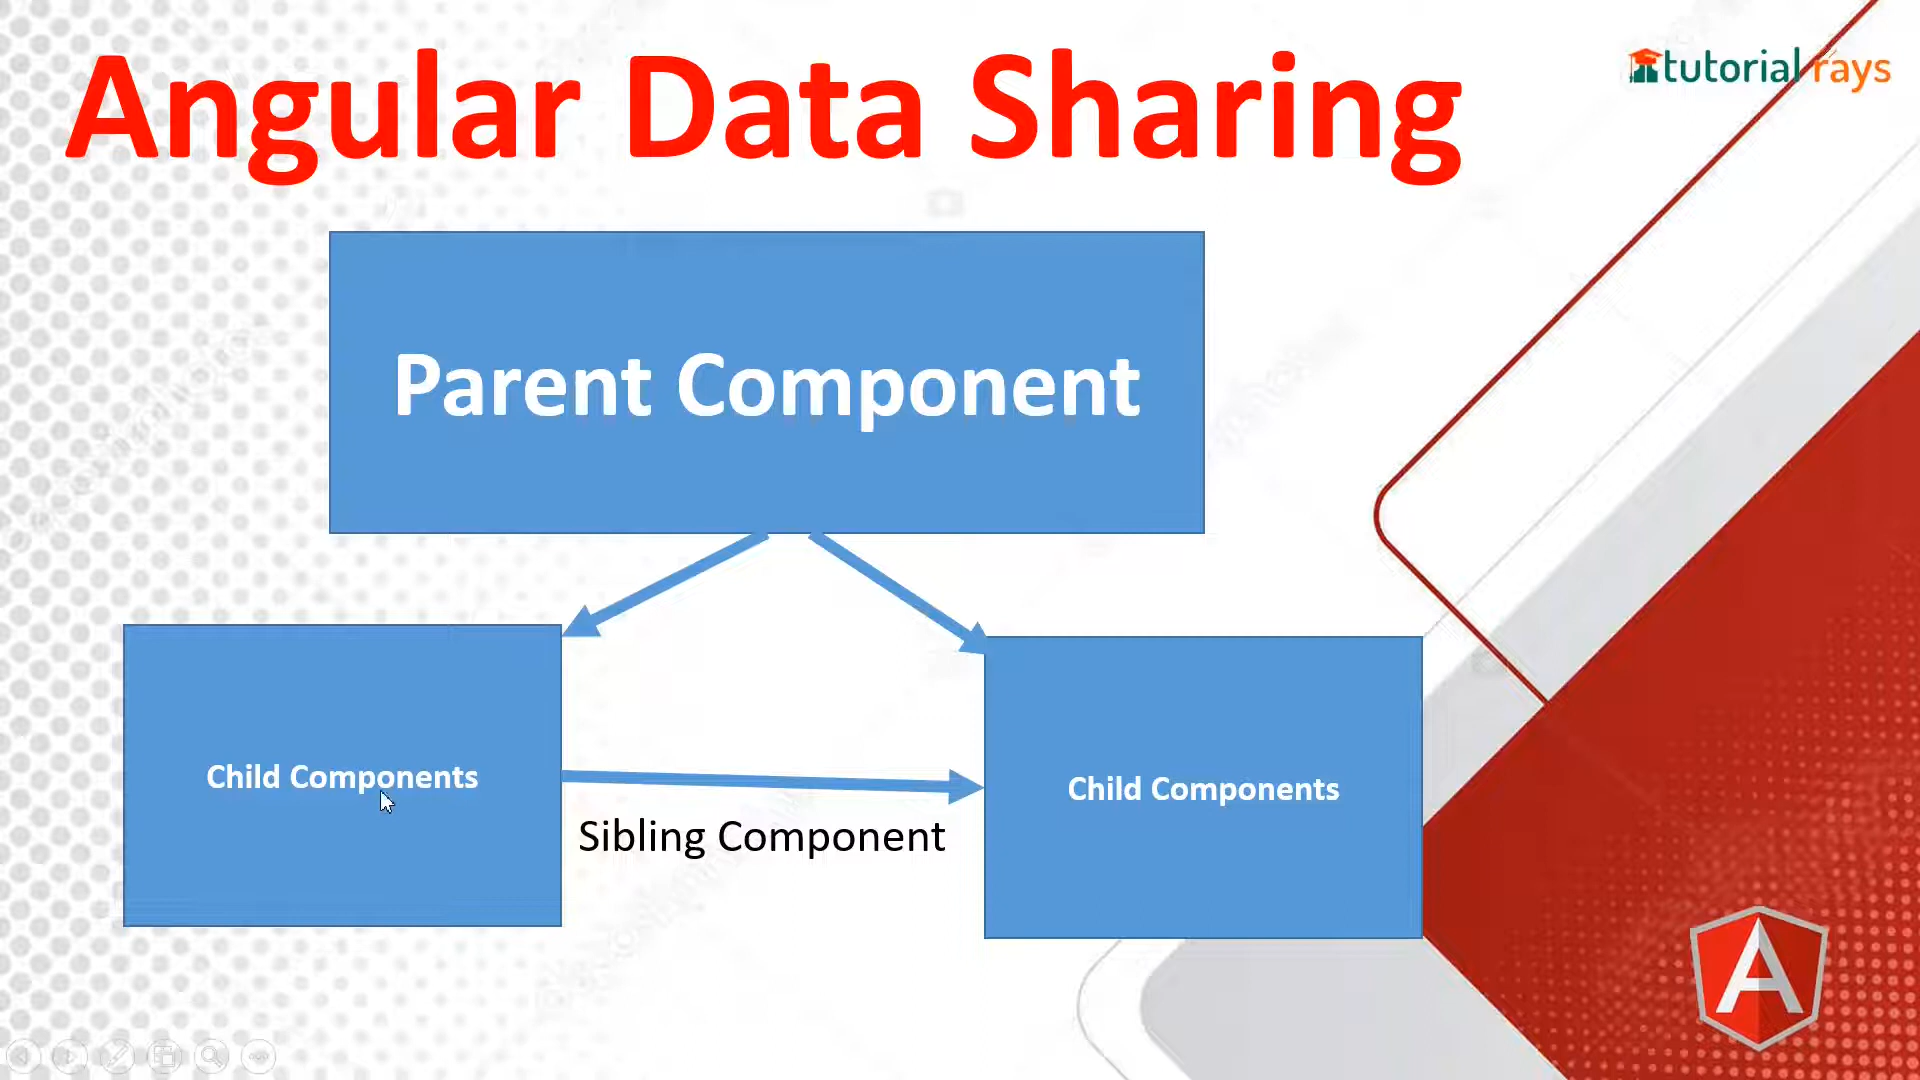 Angular Data Sharing
tutorial rays
Parent Component
Child Components
Child Components
Sibling Component
A